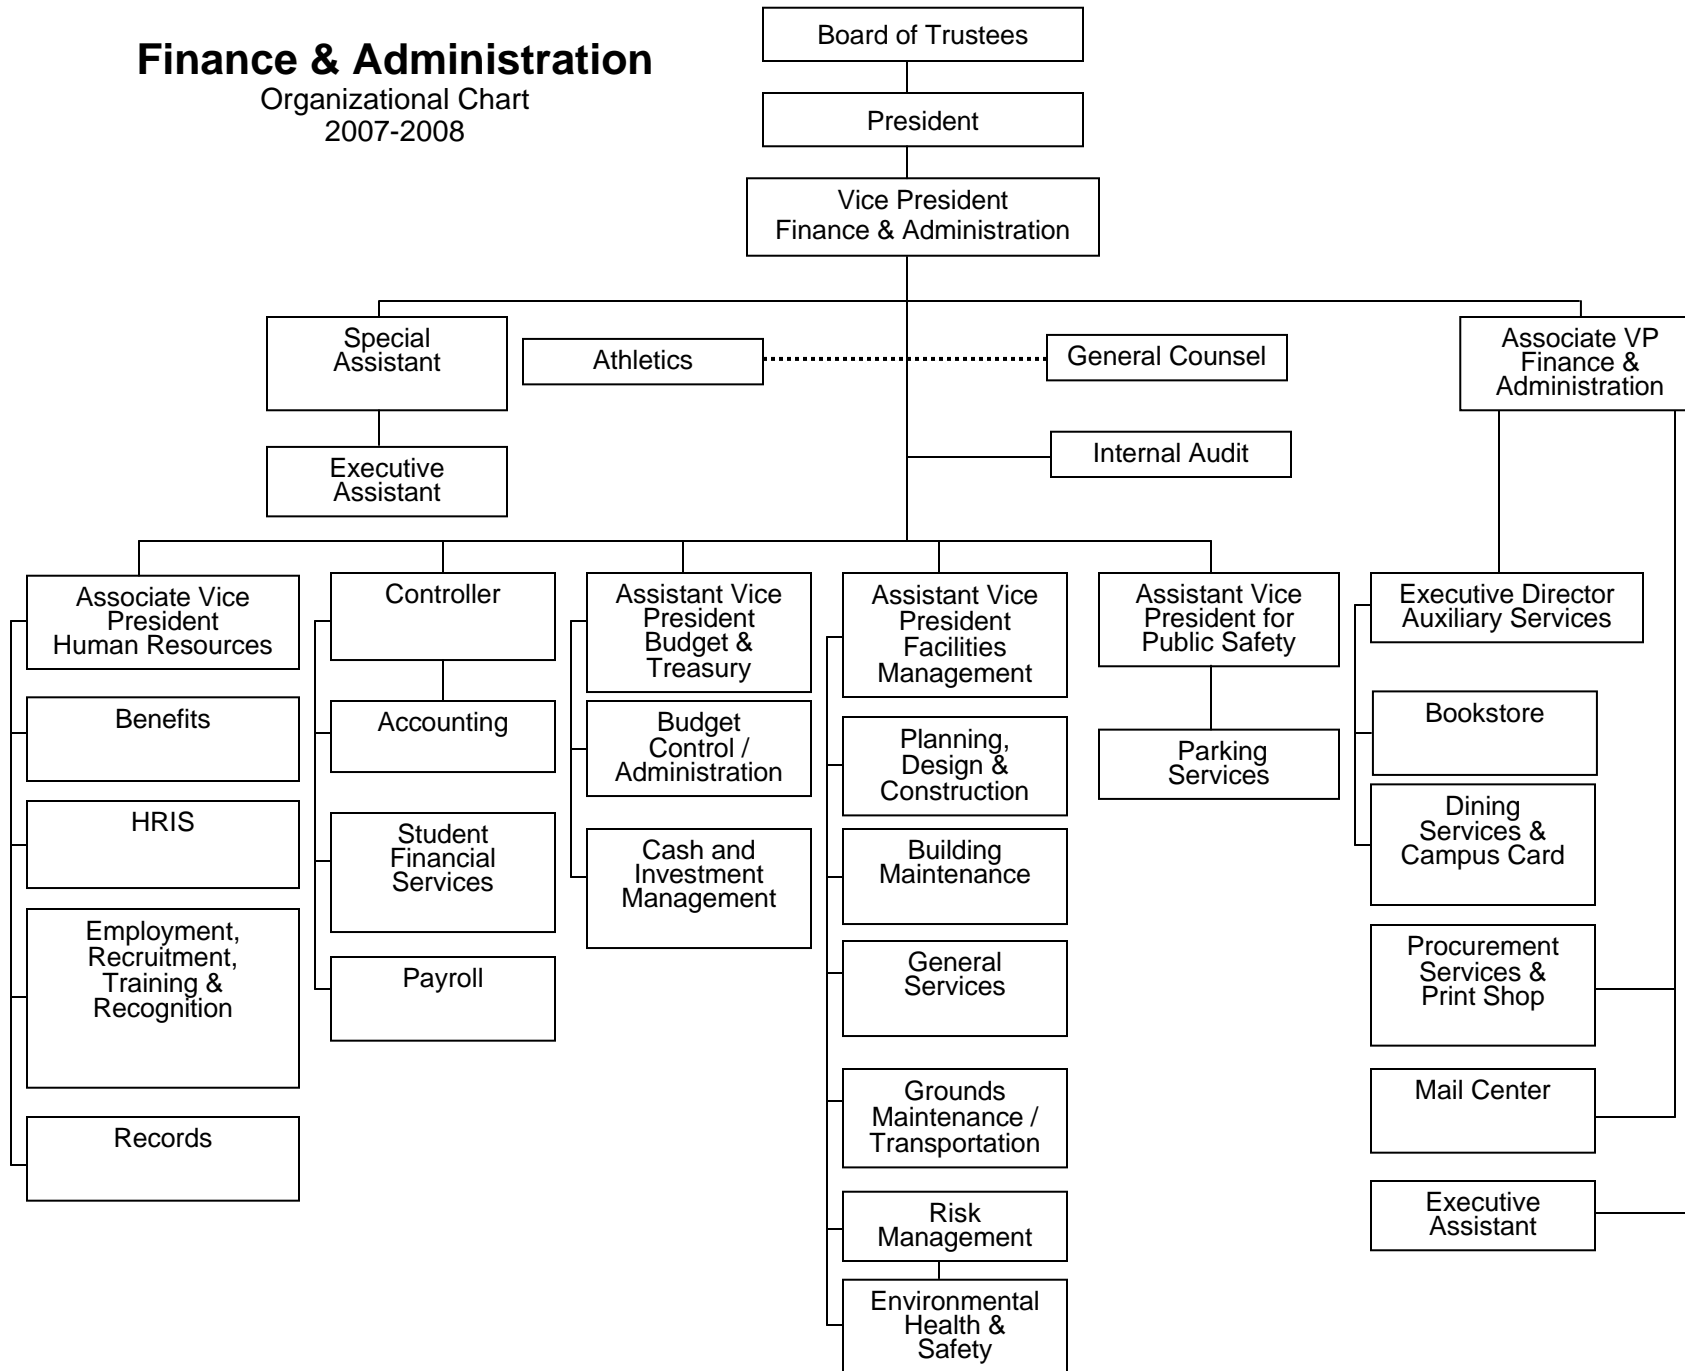 Finance & Administration
Organizational Chart
2007-2008
Board of Trustees
President
Vice President
Finance & Administration
Special
Assistant
Athletics
General Counsel
Associate VP
Finance &
Administration
Executive
Assistant
Internal Audit
Associate Vice
President
Human Resources
Benefits
HRIS
Employment,
Recruitment,
Training &
Recognition
Records
Controller
Accounting
Student
Financial
Services
Payroll
Assistant Vice
President
Budget &
Treasury
Budget
Control /
Administration
Cash and
Investment
Management
Assistant Vice
President
Facilities
Management
Planning,
Design &
Construction
Building
Maintenance
General
Services
Grounds
Maintenance /
Transportation
Risk
Management
Environmental
Health &
Safety
Assistant Vice
President for
Public Safety
Parking
Services
Executive Director
Auxiliary Services
Bookstore
Dining
Services &
Campus Card
Procurement
Services &
Print Shop
Mail Center
Executive
Assistant